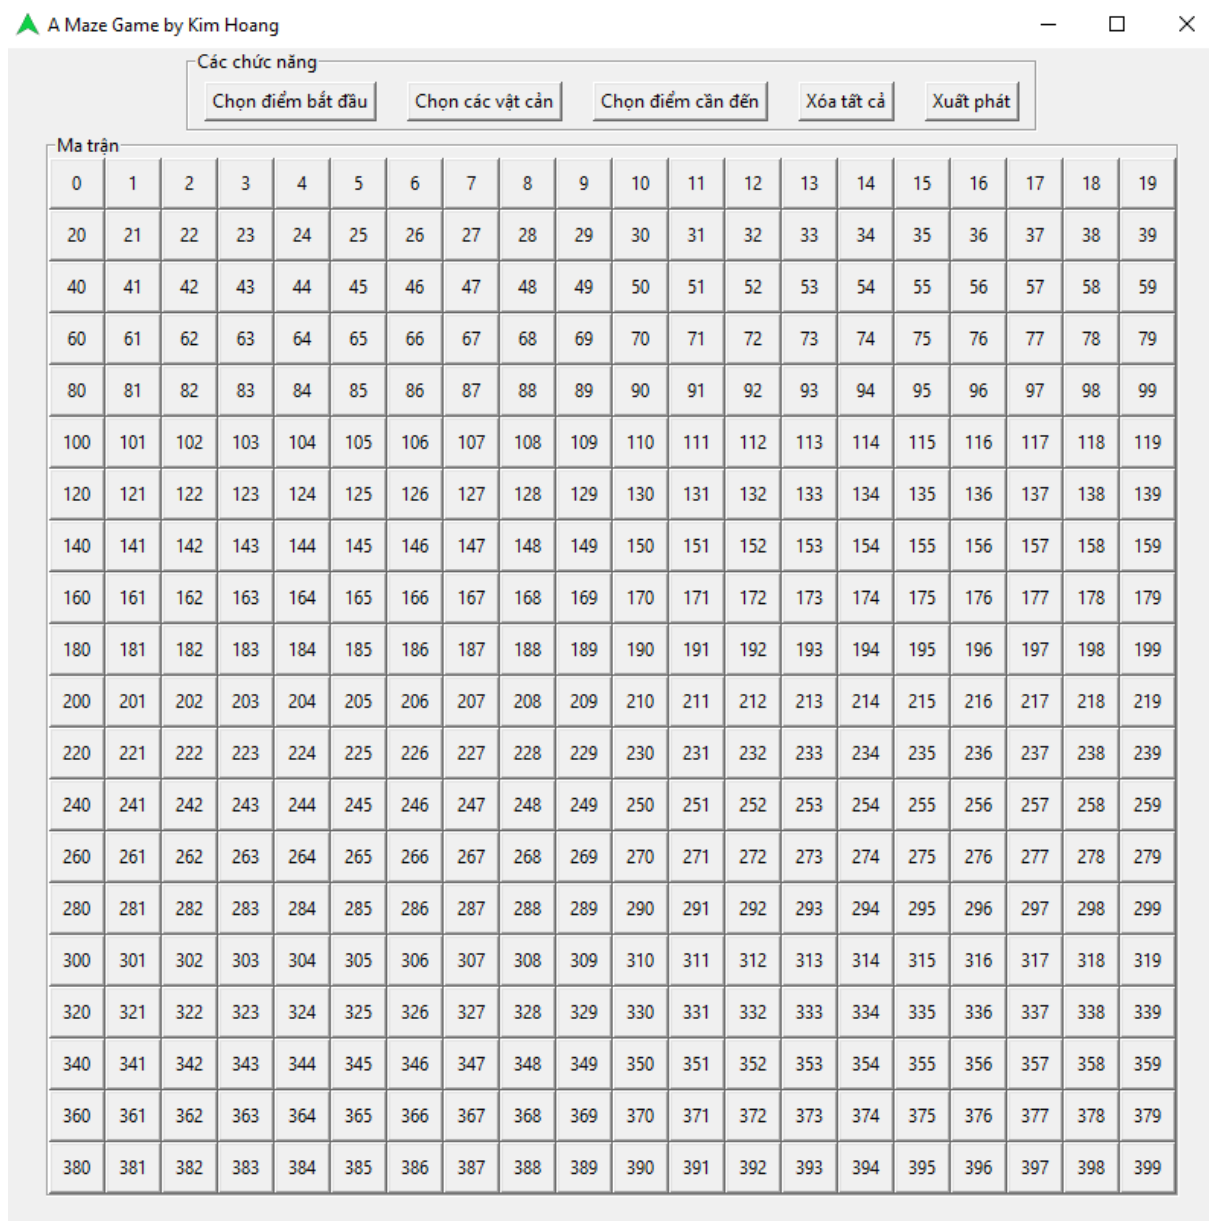 A Maze Game by Kim Hoang
Các chức năng
Chọn điểm bắt đầu Chọn các vật cản Chọn điểm cần đến Xóa tất cả Xuất phát
Ma trận
0 1 2 3 4 5 6 7 8 9 10 11 12 13 14 15 16 17 18 19
20 21 22 23 24 25 26 27 28 29 30 31 32 33 34 35 36 37 38 39
40 41 42 43 44 45 46 47 48 49 50 51 52 53 54 55 56 57 58 59
60 61 62 63 64 65 66 67 68 69 70 71 72 73 74 75 76 77 78 79
80 81 82 83 84 85 86 87 88 89 90 91 92 93 94 95 96 97 98 99
100 101 102 103 104 105 106 107 108 109 110 111 112 113 114 115 116 117 118 119
120 121 122 123 124 125 126 127 128 129 130 131 132 133 134 135 136 137 138 139
140 141 142 143 144 145 146 147 148 149 150 151 152 153 154 155 156 157 158 159
160 161 162 163 164 165 166 167 168 169 170 171 172 173 174 175 176 177 178 179
180 181 182 183 184 185 186 187 188 189 190 191 192 193 194 195 196 197 198 199
200 201 202 203 204 205 206 207 208 209 210 211 212 213 214 215 216 217 218 219
220 221 222 223 224 225 226 227 228 229 230 231 232 233 234 235 236 237 238 239
240 241 242 243 244 245 246 247 248 249 250 251 252 253 254 255 256 257 258 259
260 261 262 263 264 265 266 267 268 269 270 271 272 273 274 275 276 277 278 279
280 281 282 283 284 285 286 287 288 289 290 291 292 293 294 295 296 297 298 299
300 301 302 303 304 305 306 307 308 309 310 311 312 313 314 315 316 317 318 319
320 321 322 323 324 325 326 327 328 329 330 331 332 333 334 335 336 337 338 339
340 341 342 343 344 345 346 347 348 349 350 351 352 353 354 355 356 357 358 359
360 361 362 363 364 365 366 367 368 369 370 371 372 373 374 375 376 377 378 379
380 381 382 383 384 385 386 387 388 389 390 391 392 393 394 395 396 397 398 399